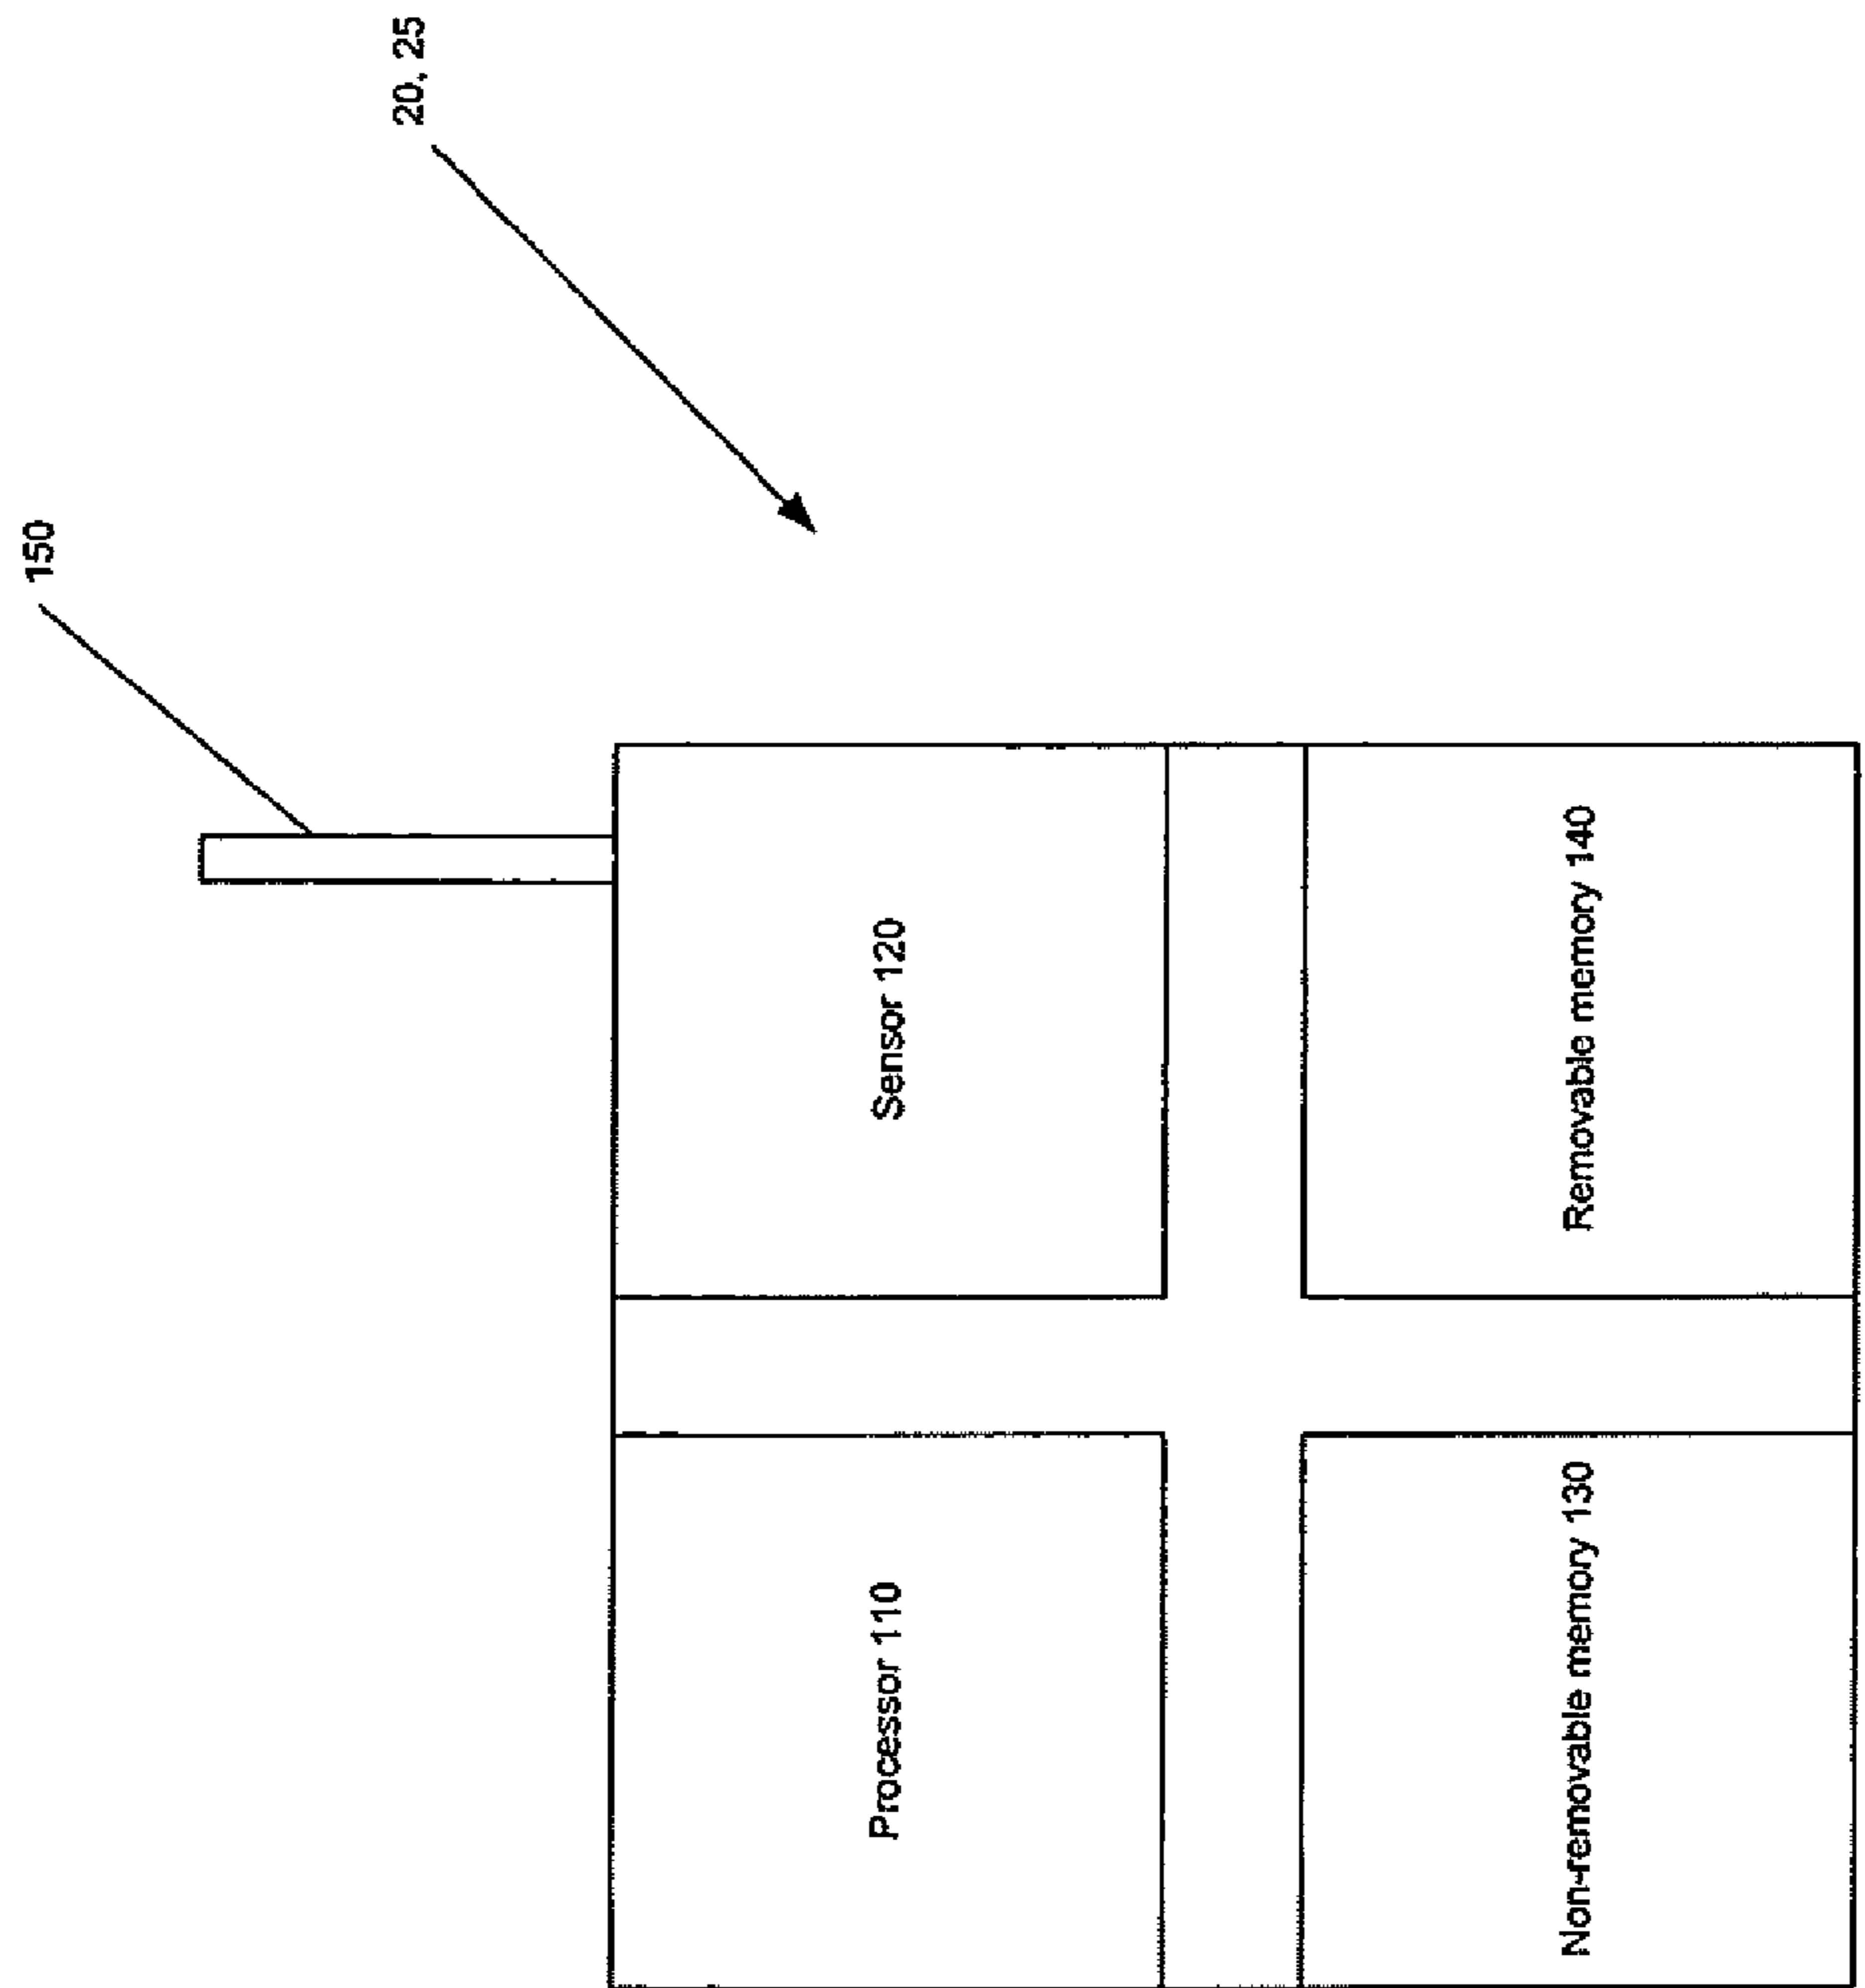 150
20, 25
Processor 110
Sensor 120
Non-removable memory 130
Removable memory 140